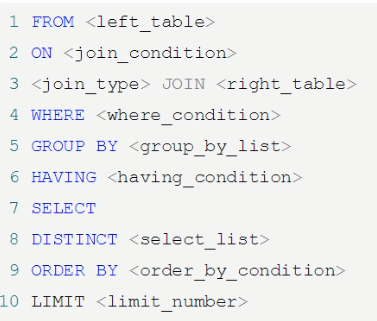 1 FROM <left_table>
2 ON <join_condition>
3 <join_type> JOIN <right_table>
4 WHERE <where_condition>
5 GROUP BY <group_by_list>
6 HAVING <having_condition>
7 SELECT
8 DISTINCT <select_list>
9 ORDER BY <order_by_condition>
10 LIMIT <limit_number>